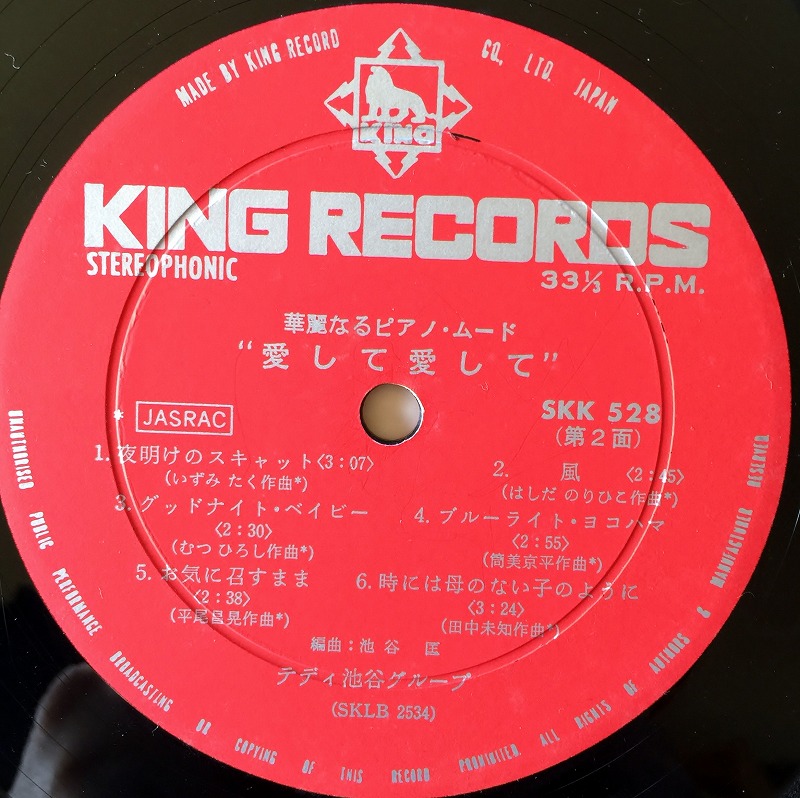 MADE BY KING RECORD CO., LTD. JAPAN
KING
KING RECORDS
STEREOPHONIC
33⅓ R.P.M.
華麗なるピアノ・ムード
“愛して愛して”
* JASRAC
SKK 528
(第2面)
1. 夜明けのスキャット〈3:07〉
(いずみ たく作曲*)
2. 風 〈2:45〉
(はしだ のりひこ作曲*)
3. グッドナイト・ベイビー
〈2:30〉
(むつ ひろし作曲*)
4. ブルーライト・ヨコハマ
〈2:55〉
(筒美京平作曲*)
5. お気に召すまま
〈2:38〉
(平尾昌晃作曲*)
6. 時には母のない子のように
〈3:24〉
(田中未知作曲*)
編曲:池谷 匡
テディ池谷グループ
(SKLB 2534)
UNAUTHORISED PUBLIC PERFORMANCE BROADCASTING OR COPYING OF THIS RECORD PROHIBITED. ALL RIGHTS OF AUTHORS & MANUFACTURER RESERVED